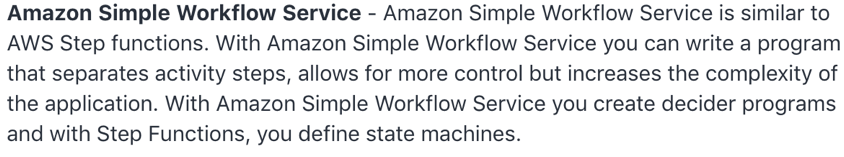 Amazon Simple Workflow Service - Amazon Simple Workflow Service is similar to
AWS Step functions. With Amazon Simple Workflow Service you can write a program
that separates activity steps, allows for more control but increases the complexity of
the application. With Amazon Simple Workflow Service you create decider programs
and with Step Functions, you define state machines.